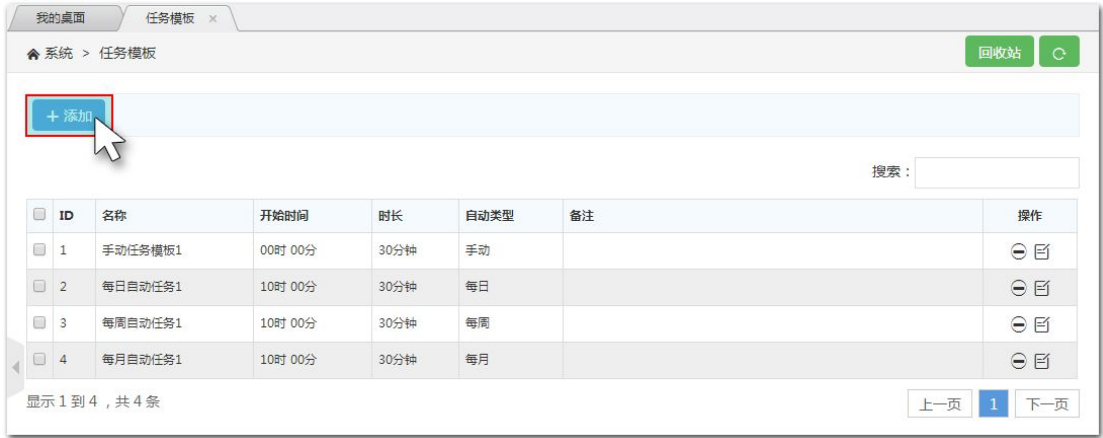 我的桌面 任务模板 ×
系统 > 任务模板 回收站
+ 添加
搜索：
ID 名称 开始时间 时长 自动类型 备注 操作
1 手动任务模板1 00时 00分 30分钟 手动
2 每日自动任务1 10时 00分 30分钟 每日
3 每周自动任务1 10时 00分 30分钟 每周
4 每月自动任务1 10时 00分 30分钟 每月
显示 1 到 4 ，共 4 条 上一页 1 下一页